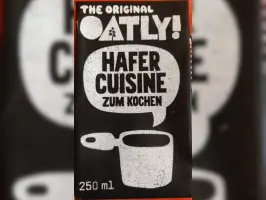 THE ORIGINAL
OATLY!
HAFER
CUISINE
ZUM KOCHEN
250 ml